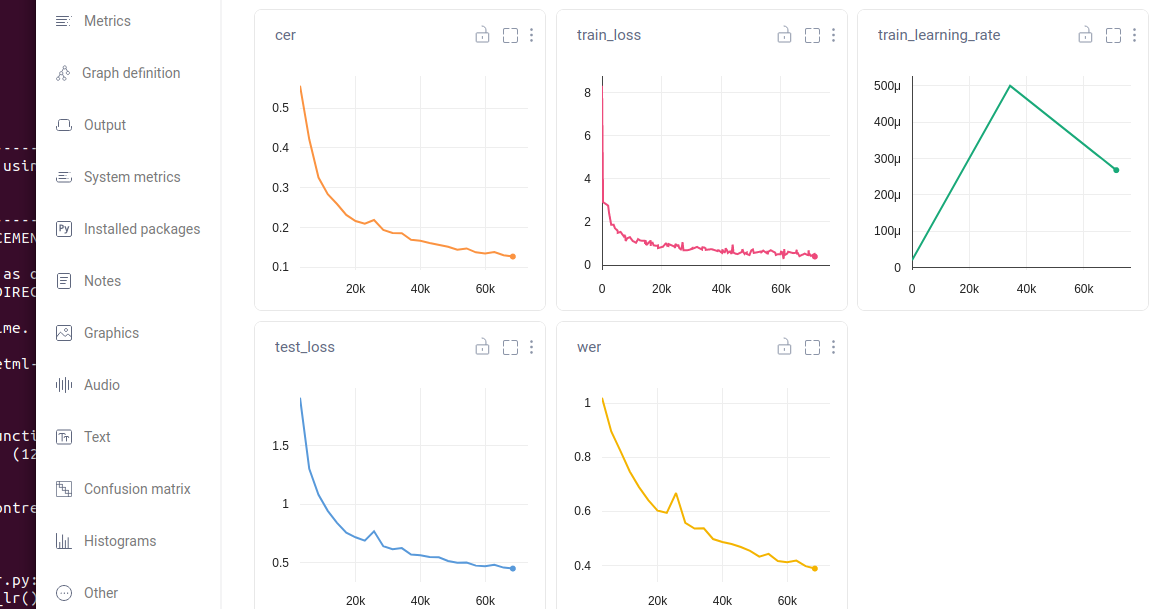 Metrics
Graph definition
Output
System metrics
Installed packages
Py
Notes
Graphics
Audio
Text
Confusion matrix
Histograms
Other
cer
0.5
0.4
0.3
0.2
0.1
20k 40k 60k
train_loss
8
6
4
2
0
0 20k 40k 60k
train_learning_rate
500µ
400µ
300µ
200µ
100µ
0
0 20k 40k 60k
test_loss
1.5
1
0.5
20k 40k 60k
wer
1
0.8
0.6
0.4
20k 40k 60k